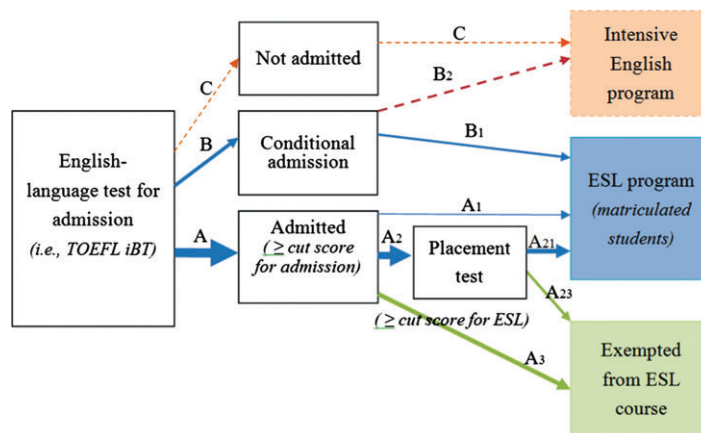 C
Not admitted
C
Intensive
English
program
B2
B
Conditional
admission
B1
English-
language test for
admission
(i.e., TOEFL iBT)
ESL program
(matriculated
students)
A
Admitted
(≥ cut score
for admission)
A1
A2
Placement
test
A21
A23
(≥ cut score for ESL)
A3
Exempted
from ESL
course